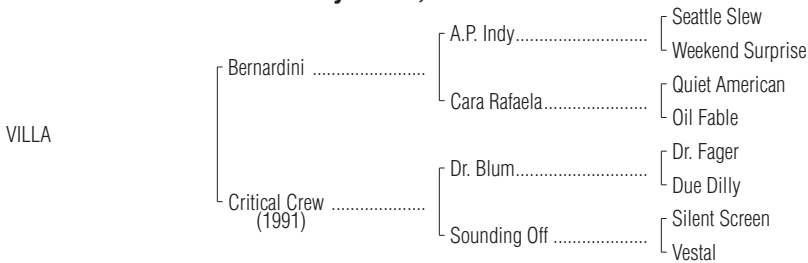 Seattle Slew
A.P. Indy..............................
Weekend Surprise
Bernardini .........................
Quiet American
Cara Rafaela........................
Oil Fable
VILLA
Dr. Fager
Dr. Blum..............................
Due Dilly
Critical Crew .....................
(1991)
Silent Screen
Sounding Off .....................
Vestal